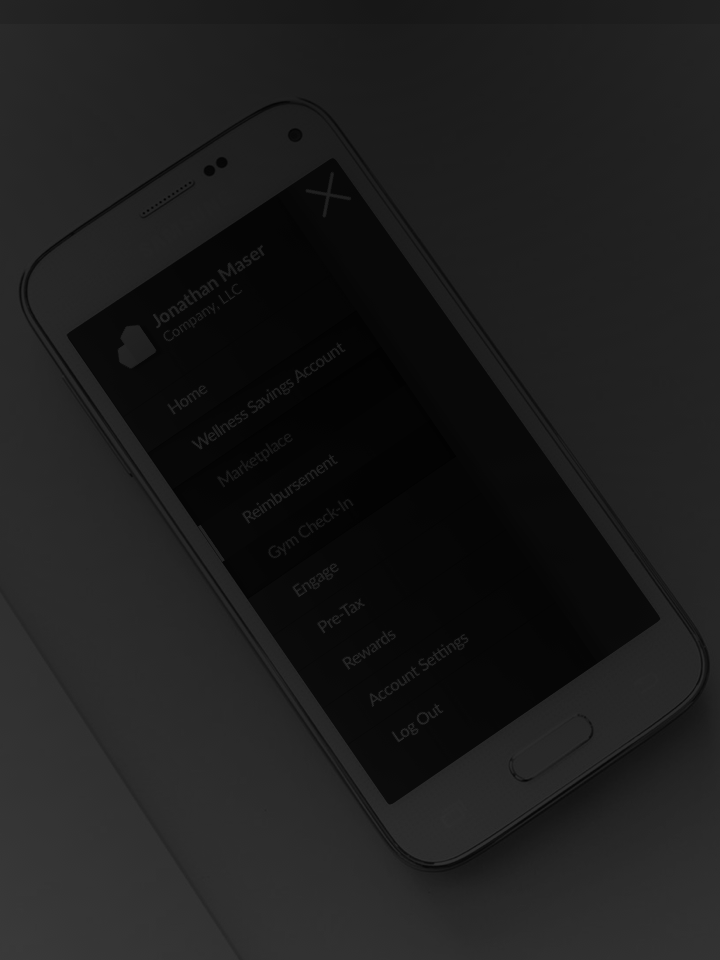 Jonathan Maser
Company, LLC
Home
Wellness Savings Account
Marketplace
Reimbursement
Gym Check-In
Engage
Pre-Tax
Rewards
Account Settings
Log Out